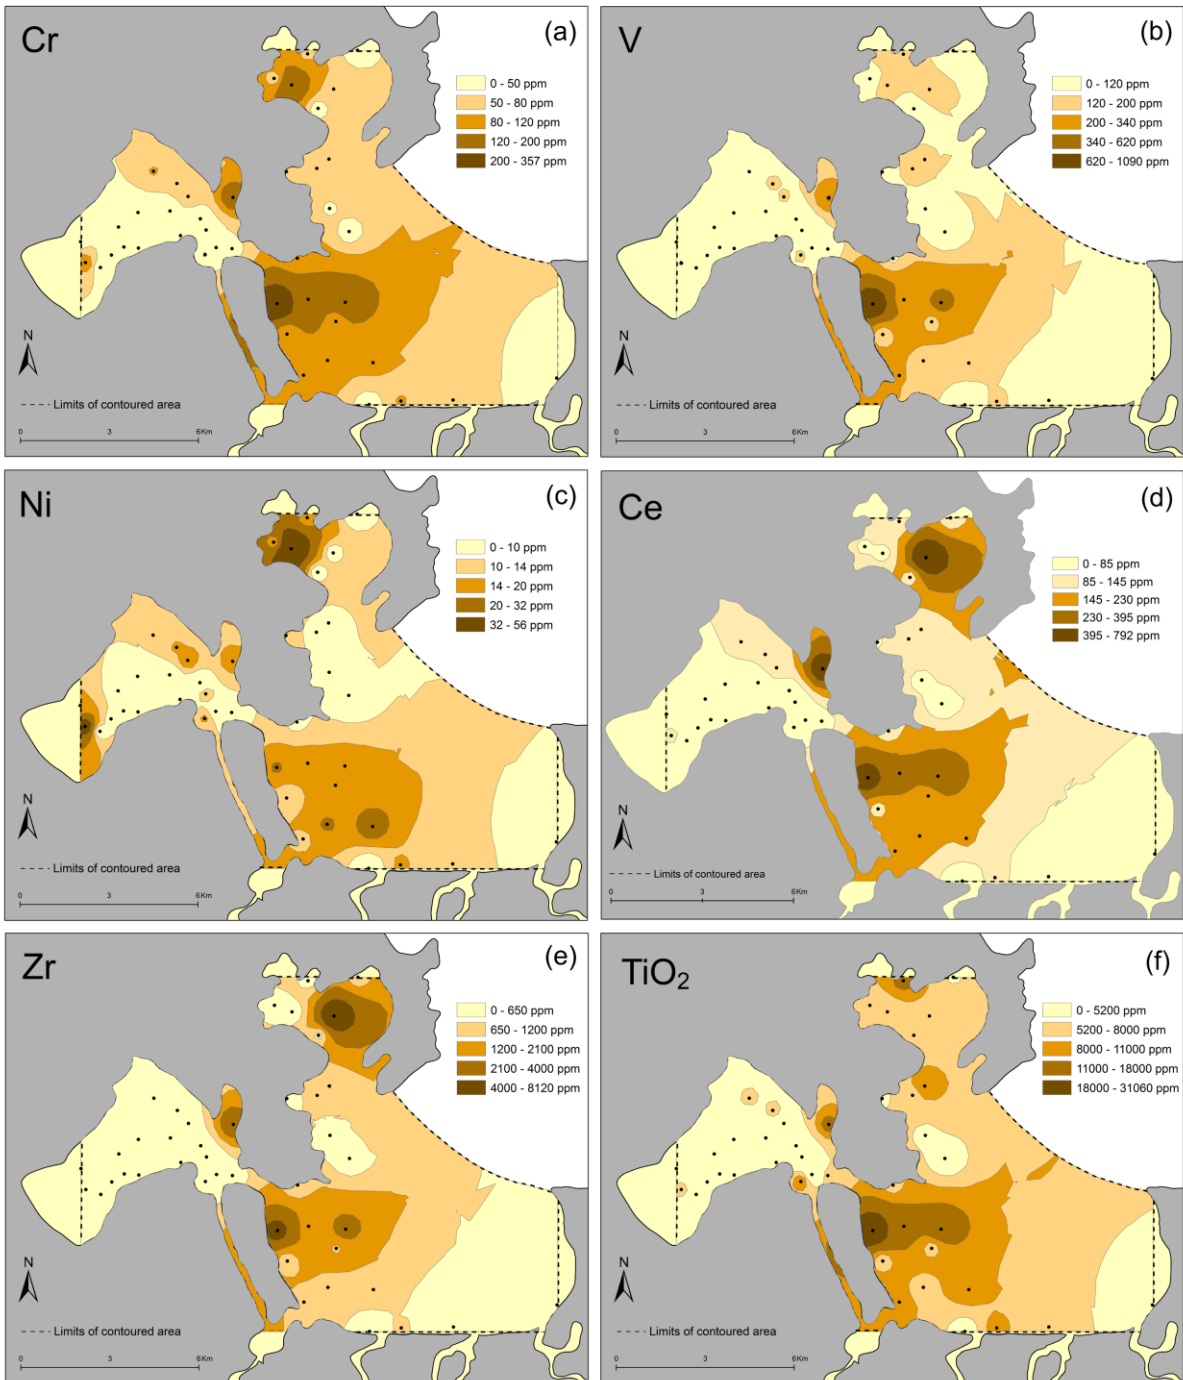 Cr
(a)
0 - 50 ppm
50 - 80 ppm
80 - 120 ppm
120 - 200 ppm
200 - 357 ppm
N
Limits of contoured area
0 3 6Km
V
(b)
0 - 120 ppm
120 - 200 ppm
200 - 340 ppm
340 - 620 ppm
620 - 1090 ppm
N
Limits of contoured area
0 3 6Km
Ni
(c)
0 - 10 ppm
10 - 14 ppm
14 - 20 ppm
20 - 32 ppm
32 - 56 ppm
N
Limits of contoured area
0 3 6Km
Ce
(d)
0 - 85 ppm
85 - 145 ppm
145 - 230 ppm
230 - 395 ppm
395 - 792 ppm
N
Limits of contoured area
0 3 6Km
Zr
(e)
0 - 650 ppm
650 - 1200 ppm
1200 - 2100 ppm
2100 - 4000 ppm
4000 - 8120 ppm
N
Limits of contoured area
0 3 6Km
TiO2
(f)
0 - 5200 ppm
5200 - 8000 ppm
8000 - 11000 ppm
11000 - 18000 ppm
18000 - 31060 ppm
N
Limits of contoured area
0 3 6Km